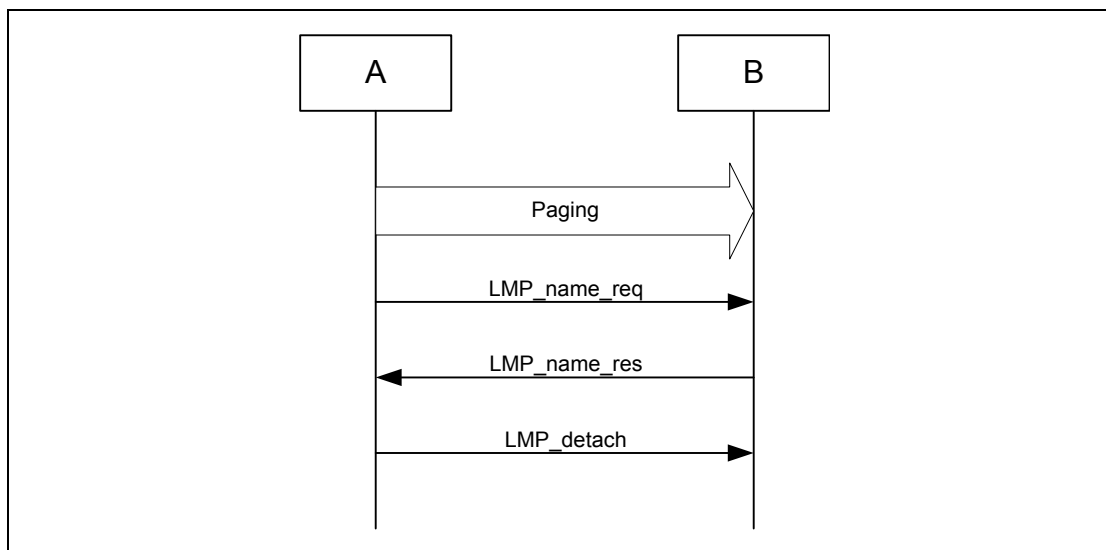 A
B
Paging
LMP_name_req
LMP_name_res
LMP_detach